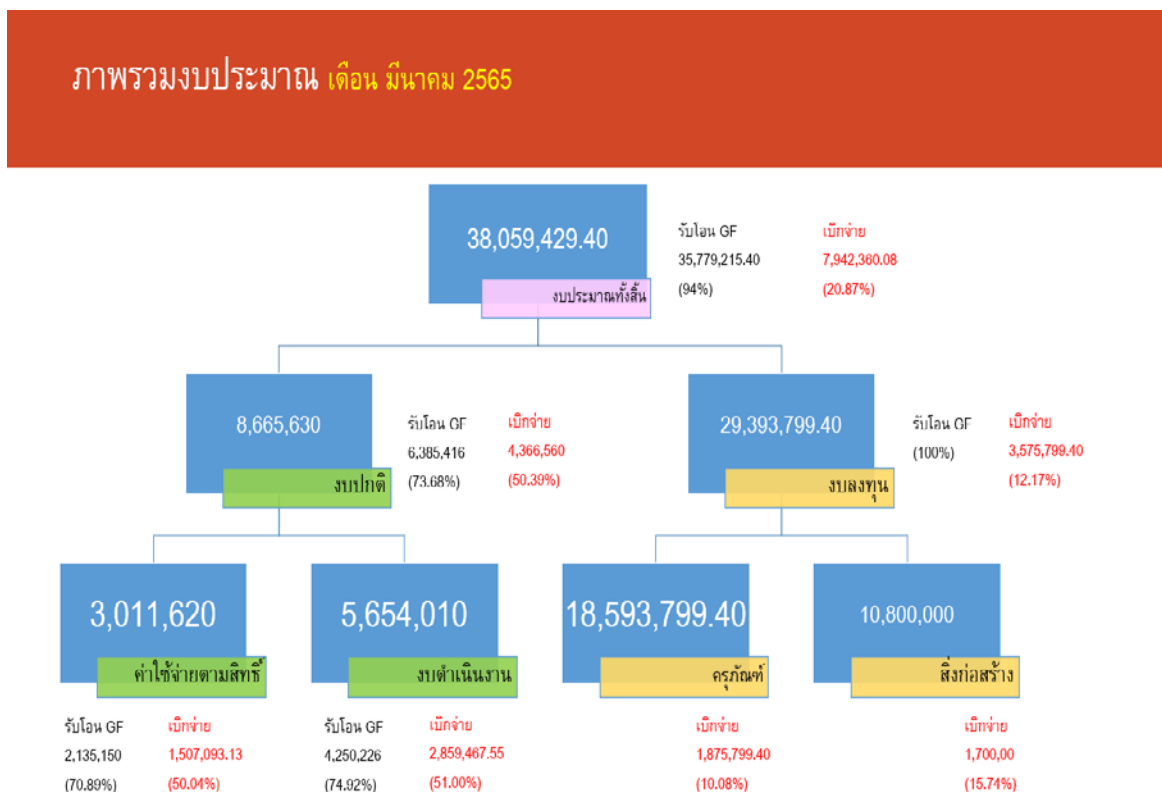 ภาพรวมงบประมาณ เดือน มีนาคม 2565
38,059,429.40
งบประมาณทั้งสิ้น
รับโอน GF
35,779,215.40
(94%)
เบิกจ่าย
7,942,360.08
(20.87%)
8,665,630
งบปกติ
รับโอน GF
6,385,416
(73.68%)
เบิกจ่าย
4,366,560
(50.39%)
29,393,799.40
งบลงทุน
รับโอน GF
(100%)
เบิกจ่าย
3,575,799.40
(12.17%)
3,011,620
ค่าใช้จ่ายตามสิทธิ์
รับโอน GF
2,135,150
(70.89%)
เบิกจ่าย
1,507,093.13
(50.04%)
5,654,010
งบดำเนินงาน
รับโอน GF
4,250,226
(74.92%)
เบิกจ่าย
2,859,467.55
(51.00%)
18,593,799.40
ครุภัณฑ์
เบิกจ่าย
1,875,799.40
(10.08%)
10,800,000
สิ่งก่อสร้าง
เบิกจ่าย
1,700,00
(15.74%)